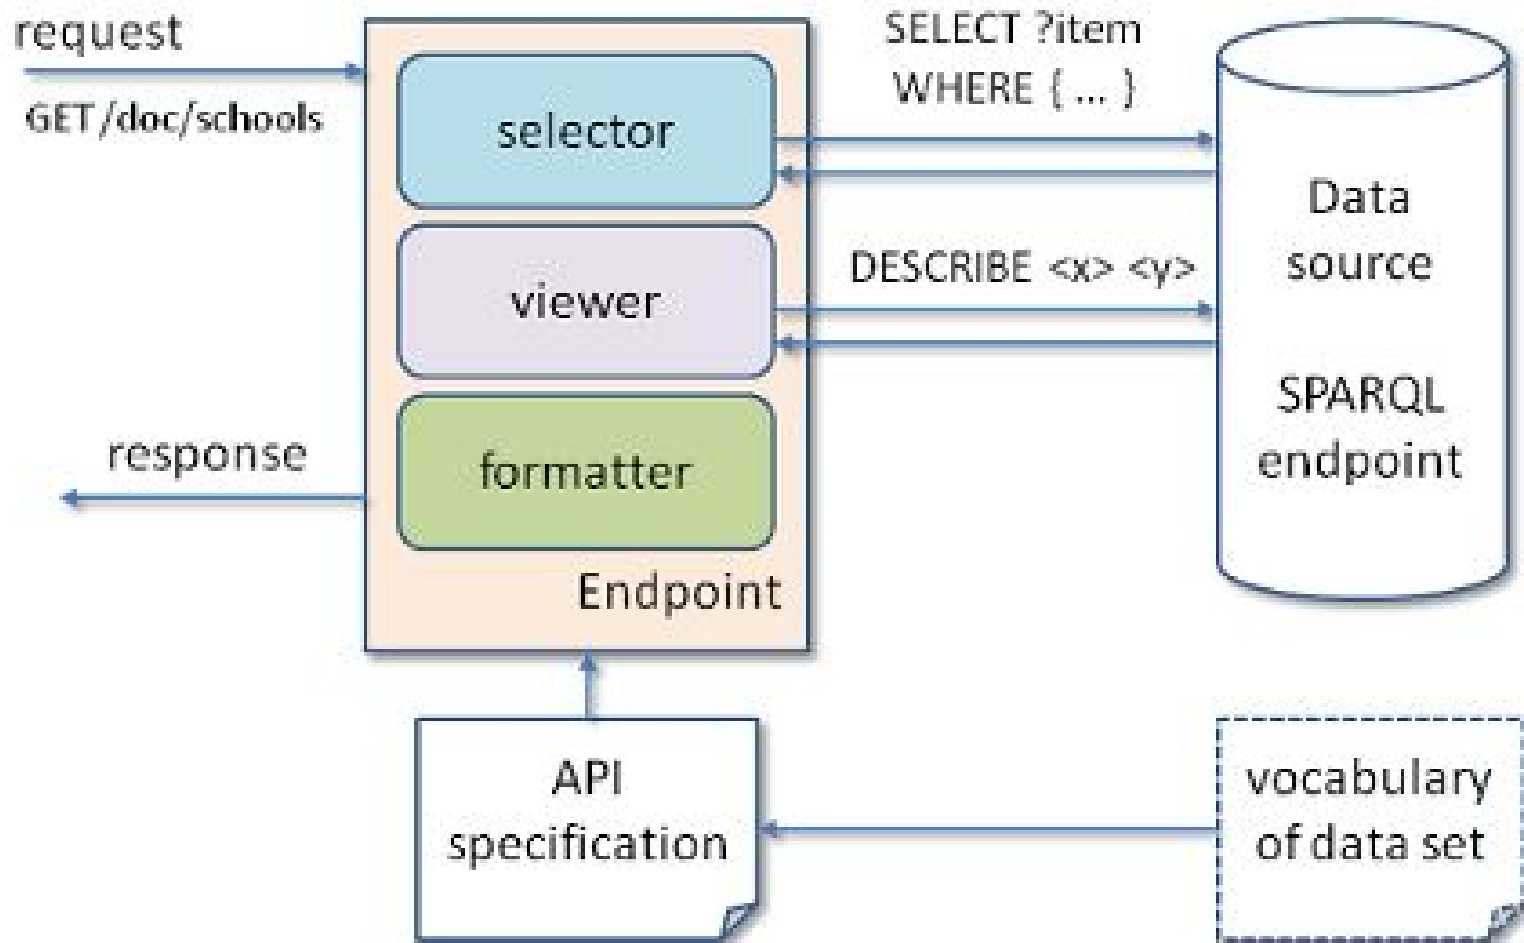 request
GET /doc/schools
selector
viewer
formatter
Endpoint
response
SELECT ?item
WHERE { ... }
DESCRIBE <x> <y>
Data
source
SPARQL
endpoint
API
specification
vocabulary
of data set